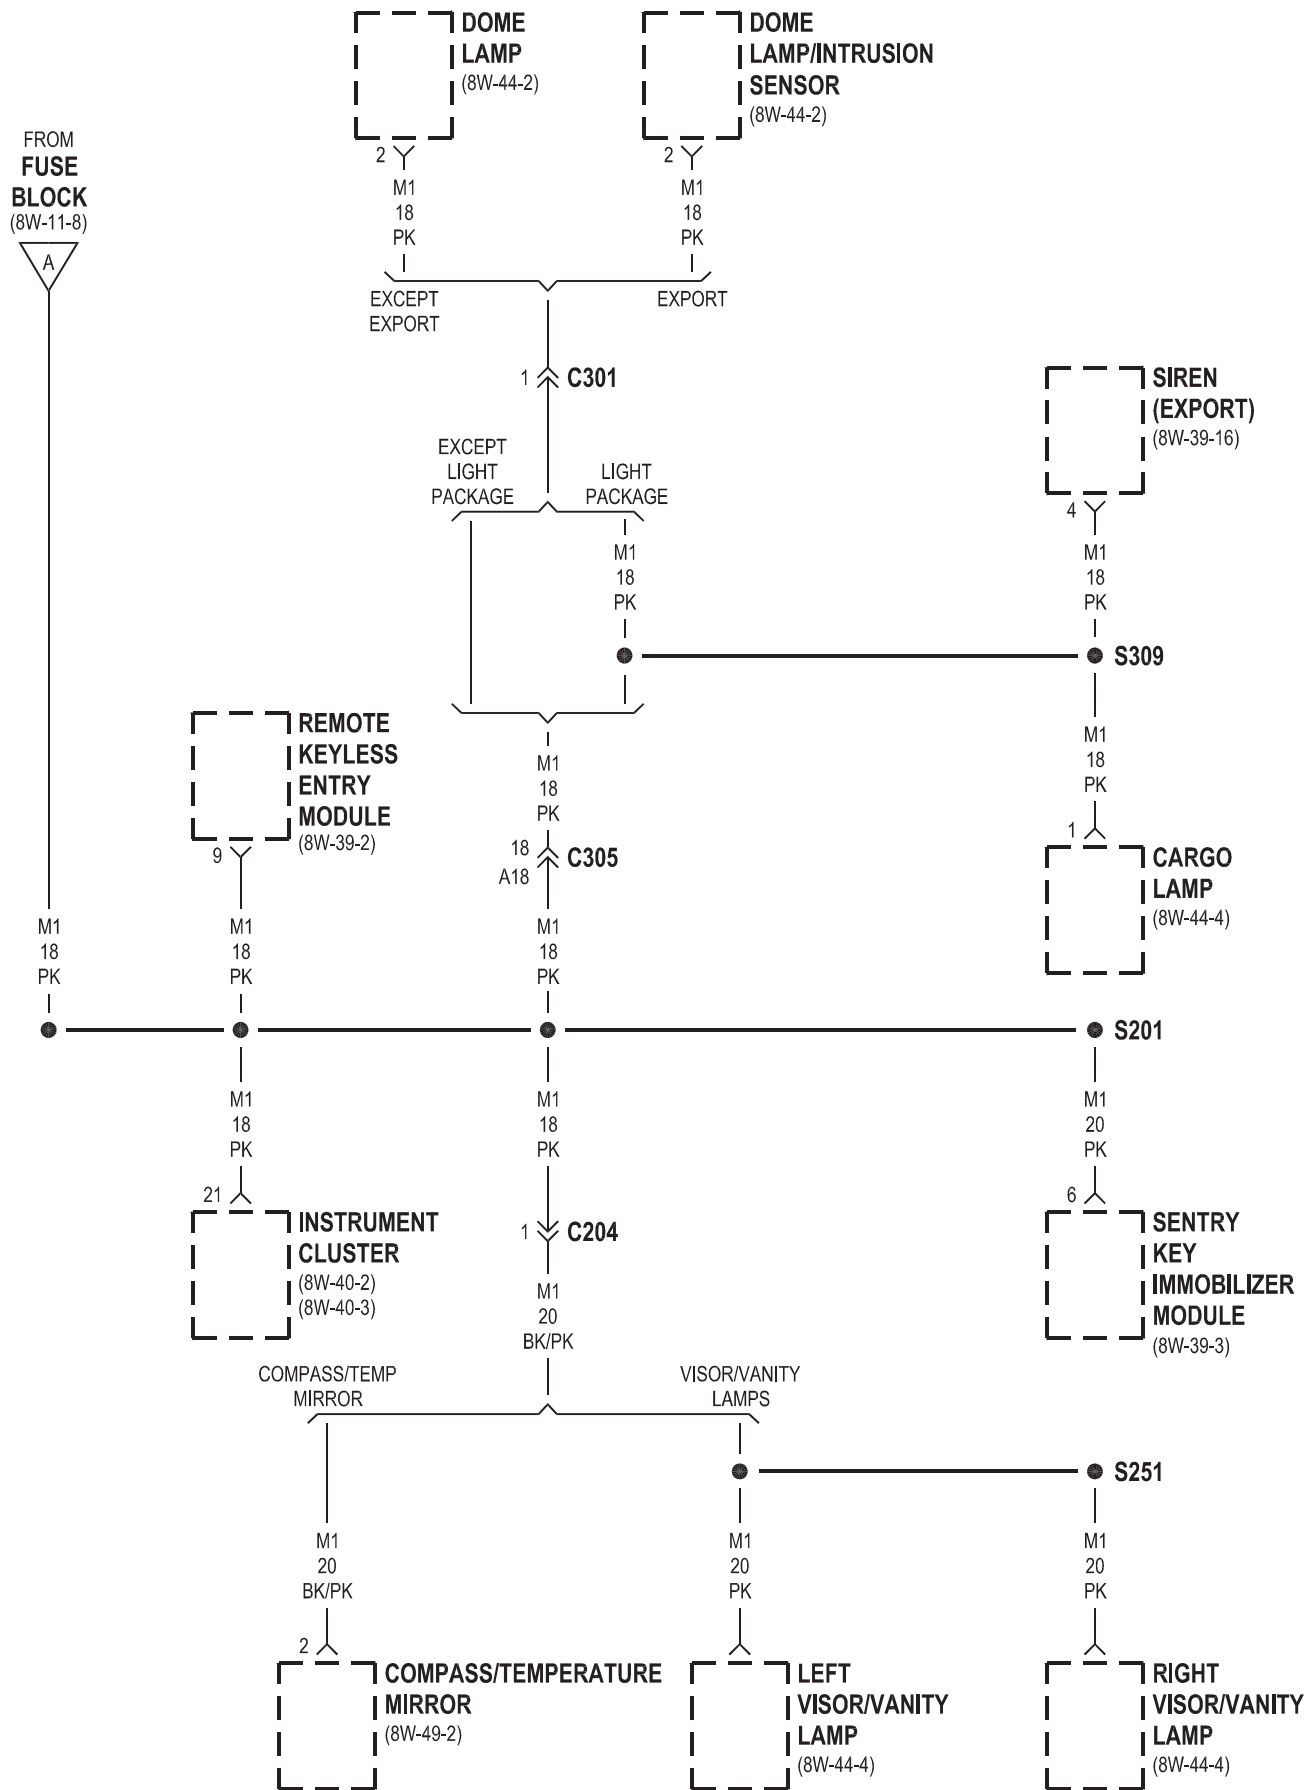 DOME
LAMP
(8W-44-2)
DOME
LAMP/INTRUSION
SENSOR
(8W-44-2)
FROM
FUSE
BLOCK
(8W-11-8)
A
2
M1
18
PK
2
M1
18
PK
EXCEPT
EXPORT
EXPORT
1
C301
SIREN
(EXPORT)
(8W-39-16)
EXCEPT
LIGHT
PACKAGE
LIGHT
PACKAGE
4
M1
18
PK
M1
18
PK
S309
REMOTE
KEYLESS
ENTRY
MODULE
(8W-39-2)
M1
18
PK
M1
18
PK
9
18
A18
C305
1
CARGO
LAMP
(8W-44-4)
M1
18
PK
M1
18
PK
M1
18
PK
S201
M1
18
PK
M1
18
PK
M1
20
PK
21
INSTRUMENT
CLUSTER
(8W-40-2)
(8W-40-3)
1
C204
6
SENTRY
KEY
IMMOBILIZER
MODULE
(8W-39-3)
M1
20
BK/PK
COMPASS/TEMP
MIRROR
VISOR/VANITY
LAMPS
S251
M1
20
BK/PK
M1
20
PK
M1
20
PK
2
COMPASS/TEMPERATURE
MIRROR
(8W-49-2)
LEFT
VISOR/VANITY
LAMP
(8W-44-4)
RIGHT
VISOR/VANITY
LAMP
(8W-44-4)